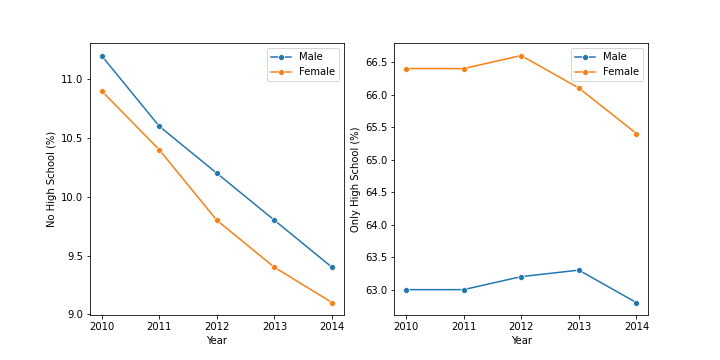 No High School (%)
11.0
10.5
10.0
9.5
9.0
2010 2011 2012 2013 2014
Year
Male
Female
Only High School (%)
66.5
66.0
65.5
65.0
64.5
64.0
63.5
63.0
2010 2011 2012 2013 2014
Year
Male
Female